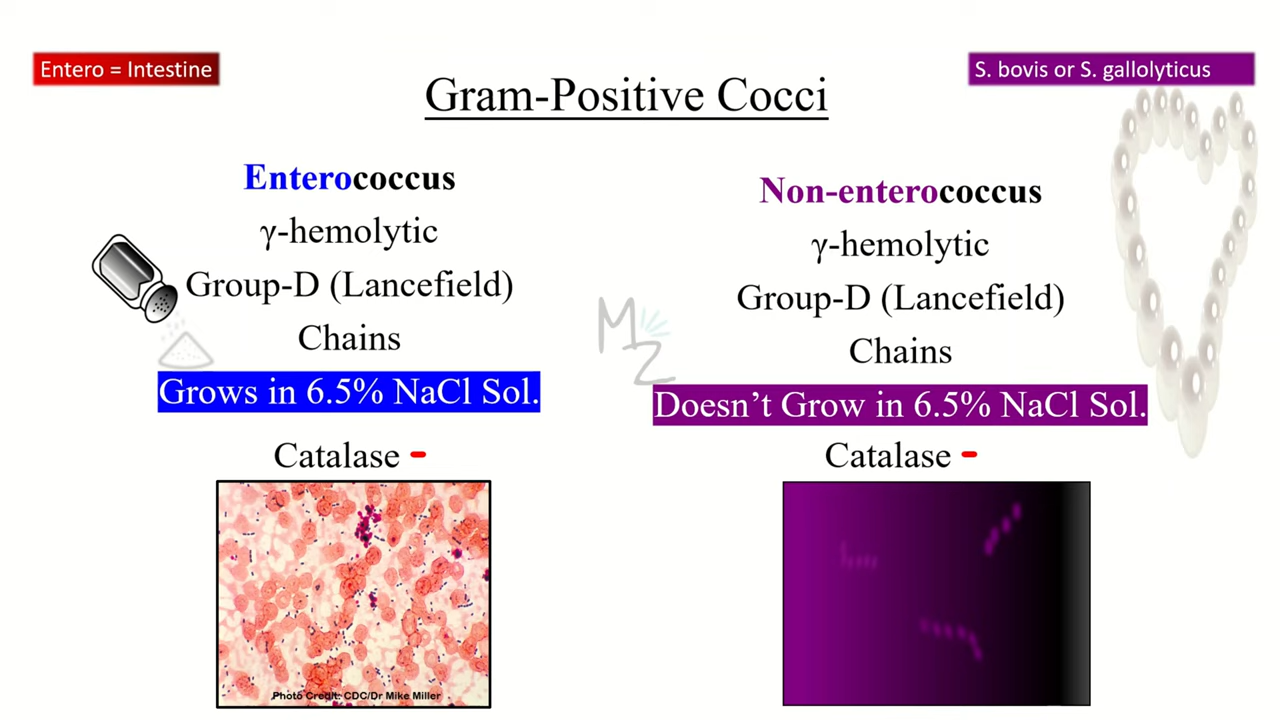 Entero = Intestine
S. bovis or S. gallolyticus
Gram-Positive Cocci
Enterococcus
γ-hemolytic
Group-D (Lancefield)
Chains
Grows in 6.5% NaCl Sol.
Catalase -
Photo Credit: CDC/Dr Mike Miller
MZ
Non-enterococcus
γ-hemolytic
Group-D (Lancefield)
Chains
Doesn’t Grow in 6.5% NaCl Sol.
Catalase -